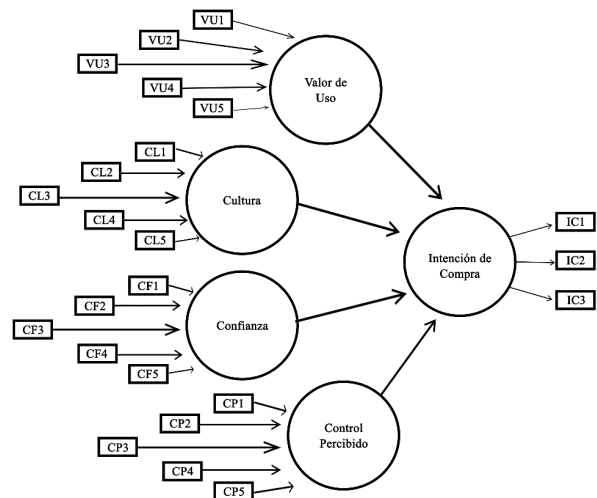 VU1
VU2
VU3
VU4
VU5
Valor de
Uso
CL1
CL2
CL3
CL4
CL5
Cultura
Intención de
Compra
IC1
IC2
IC3
CF1
CF2
CF3
CF4
CF5
Confianza
CP1
CP2
CP3
CP4
CP5
Control
Percibido